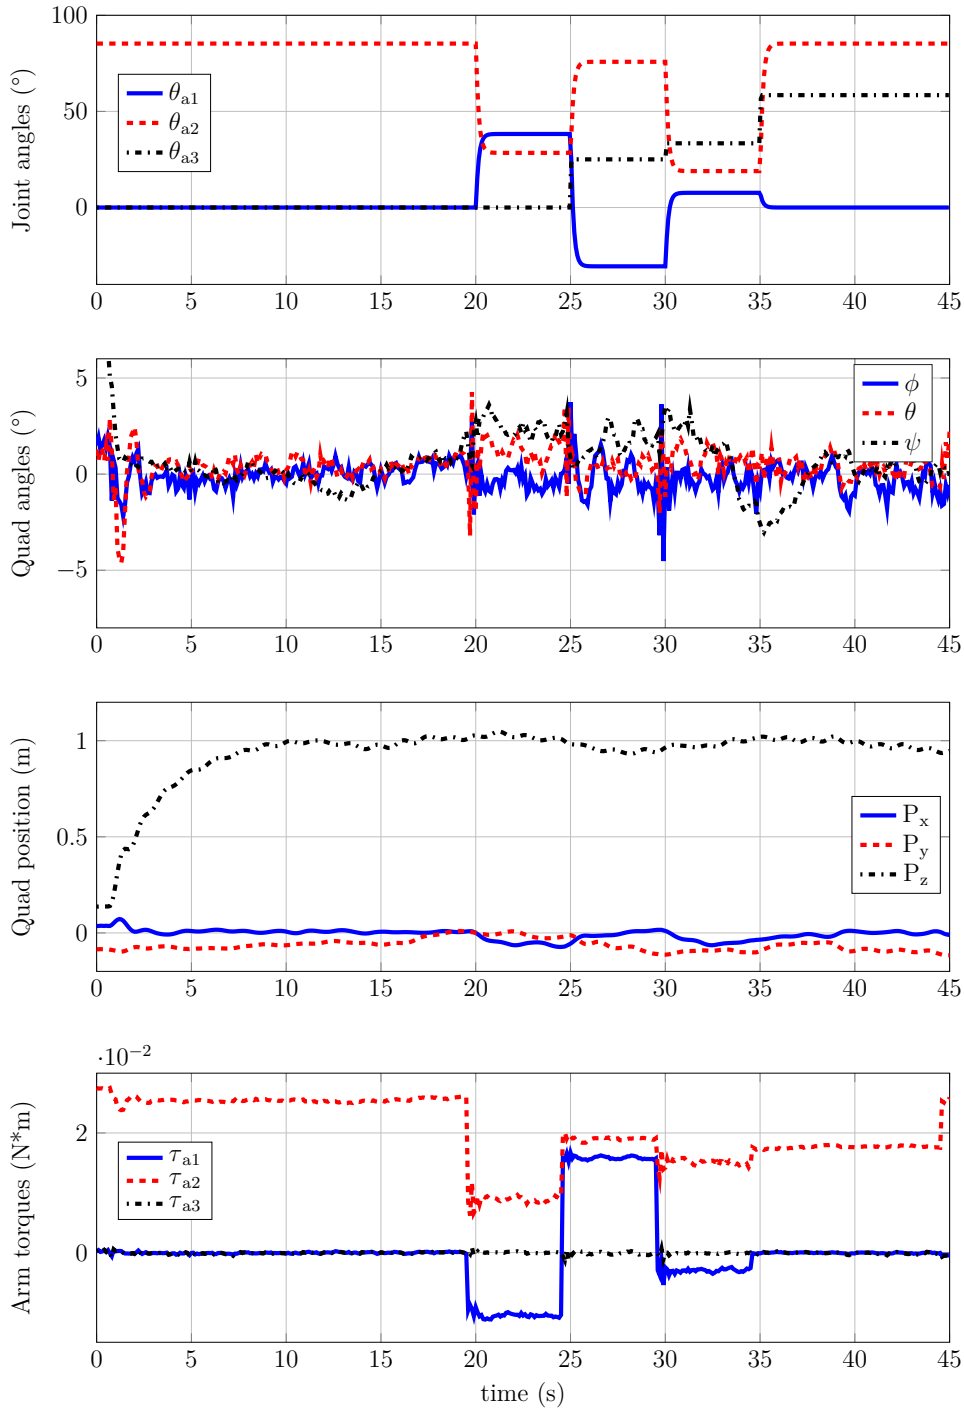 100
50
0
Joint angles (°)
θa1
θa2
θa3
0 5 10 15 20 25 30 35 40 45
5
0
−5
Quad angles (°)
ϕ
θ
ψ
0 5 10 15 20 25 30 35 40 45
1
0.5
0
Quad position (m)
Px
Py
Pz
0 5 10 15 20 25 30 35 40 45
·10−2
2
0
Arm torques (N*m)
τa1
τa2
τa3
0 5 10 15 20 25 30 35 40 45
time (s)